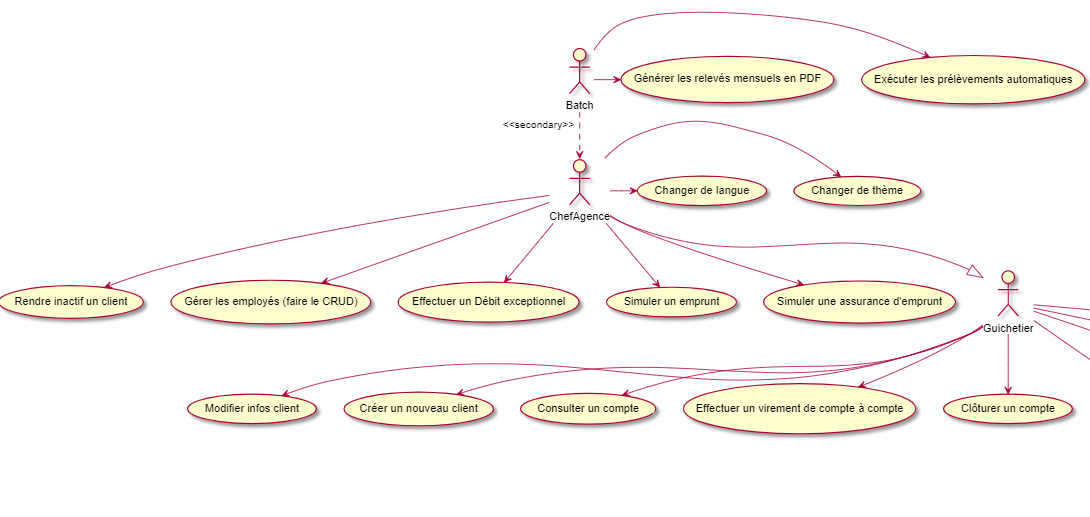 Générer les relevés mensuels en PDF
Exécuter les prélèvements automatiques
Batch
<<secondary>>
Changer de langue
Changer de thème
ChefAgence
Rendre inactif un client
Gérer les employés (faire le CRUD)
Effectuer un Débit exceptionnel
Simuler un emprunt
Simuler une assurance d'emprunt
Guichetier
Modifier infos client
Créer un nouveau client
Consulter un compte
Effectuer un virement de compte à compte
Clôturer un compte